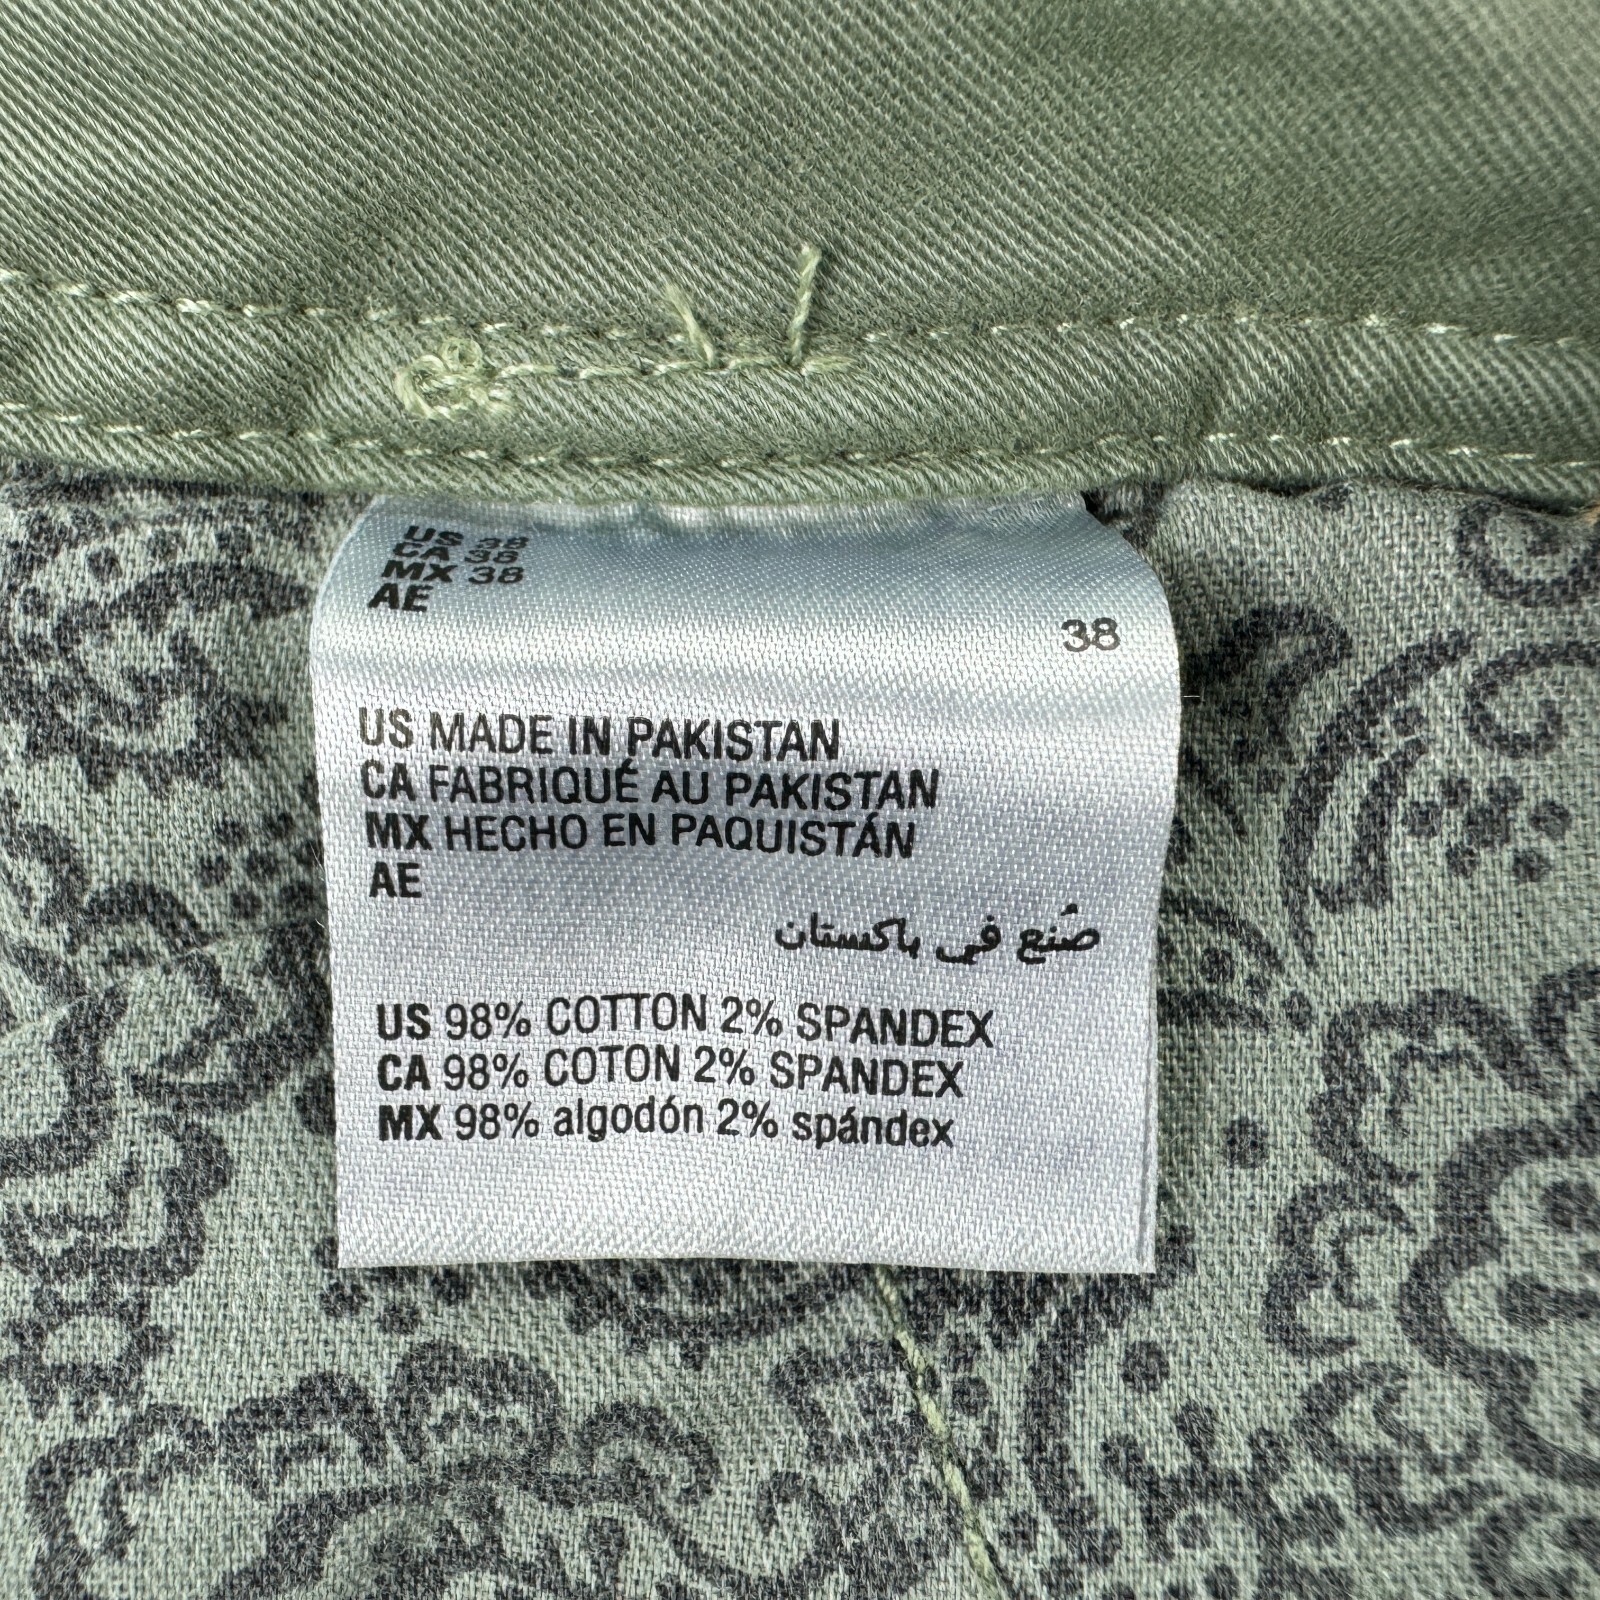 US 38
CA 38
MX 38
AE
38
US MADE IN PAKISTAN
CA FABRIQUÉ AU PAKISTAN
MX HECHO EN PAQUISTÁN
AE
صُنع في باكستان
US 98% COTTON 2% SPANDEX
CA 98% COTON 2% SPANDEX
MX 98% algodón 2% spándex